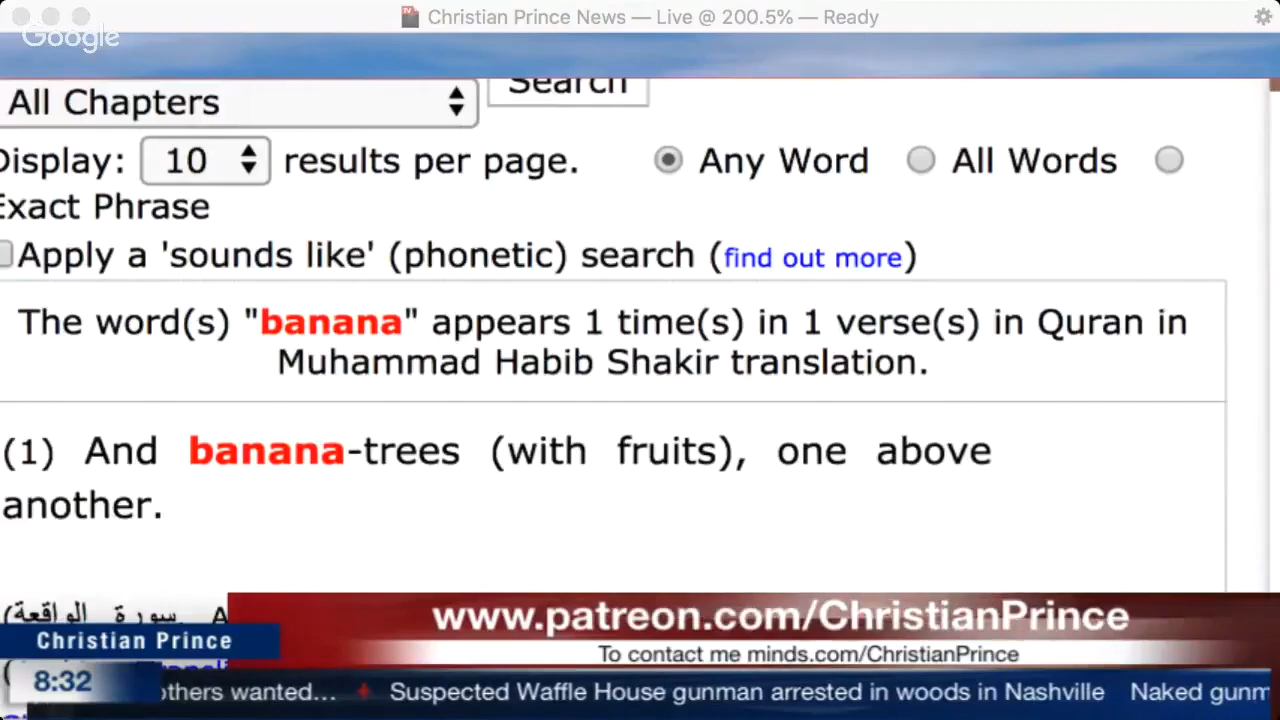 Christian Prince News — Live @ 200.5% — Ready
Google
Search
All Chapters
Display: 10 results per page. Any Word All Words
Exact Phrase
Apply a 'sounds like' (phonetic) search (find out more)
The word(s) "banana" appears 1 time(s) in 1 verse(s) in Quran in
Muhammad Habib Shakir translation.
(1) And banana-trees (with fruits), one above
another.
(سورة الواقعة A
www.patreon.com/ChristianPrince
Christian Prince
To contact me minds.com/ChristianPrince
8:32
others wanted... Suspected Waffle House gunman arrested in woods in Nashville Naked gunm